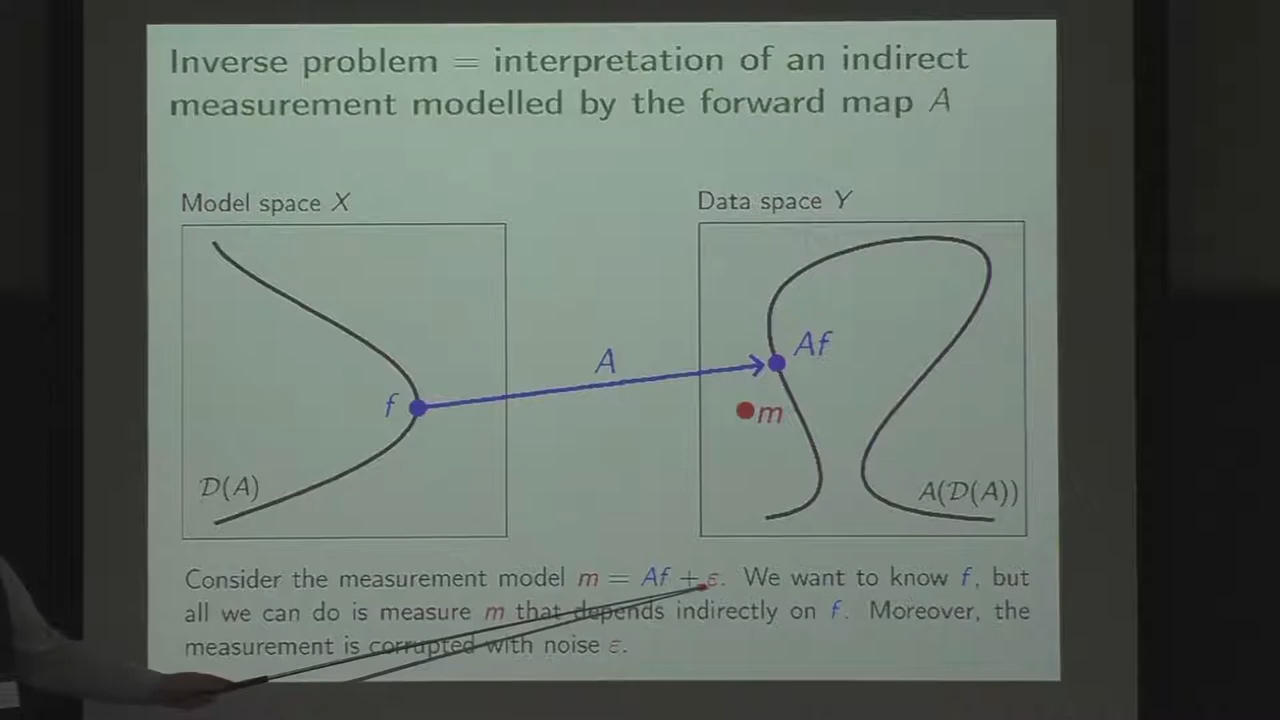 Inverse problem = interpretation of an indirect
measurement modelled by the forward map A
Model space X
Data space Y
Af
A
f
m
D(A)
A(D(A))
Consider the measurement model m = Af + ε. We want to know f, but
all we can do is measure m that depends indirectly on f. Moreover, the
measurement is corrupted with noise ε.